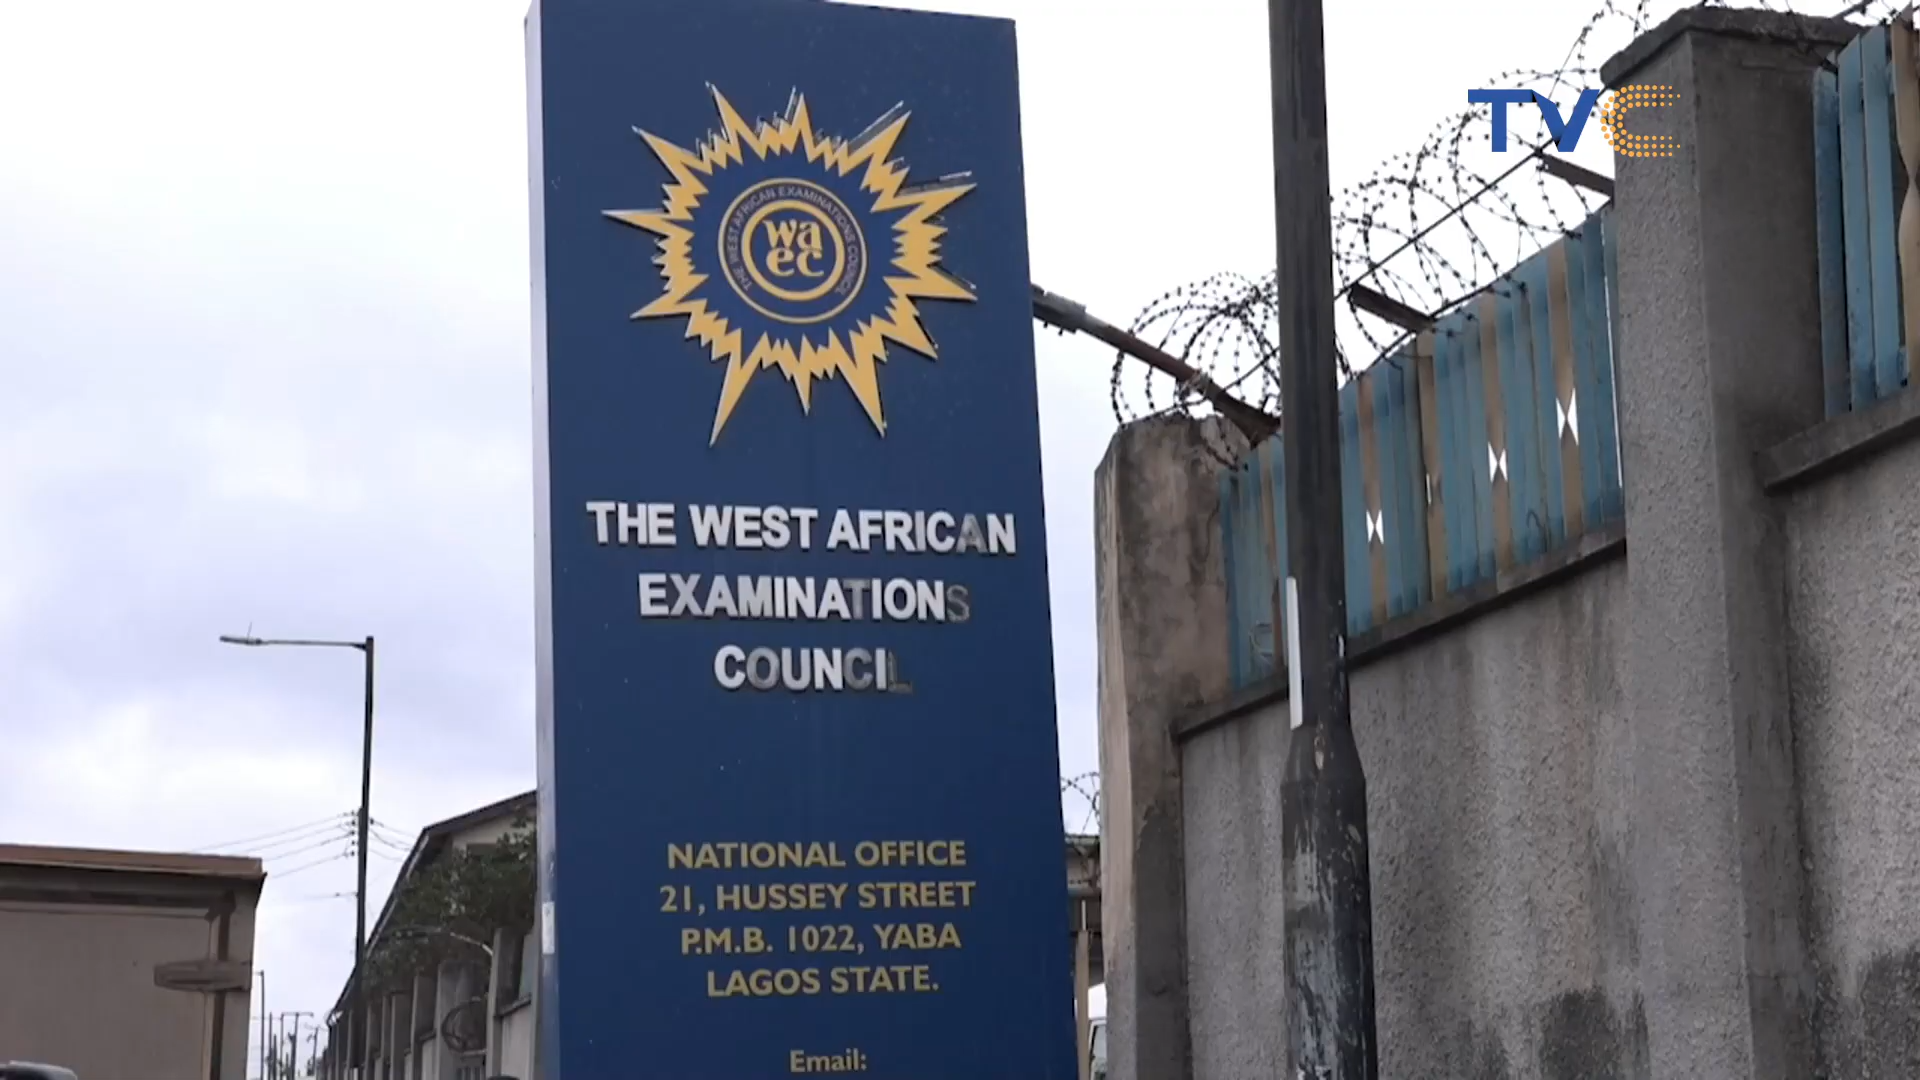 TVC
THE WEST AFRICAN EXAMINATIONS COUNCIL
wa
ec
THE WEST AFRICAN
EXAMINATIONS
COUNCIL
NATIONAL OFFICE
21, HUSSEY STREET
P.M.B. 1022, YABA
LAGOS STATE.
Email: